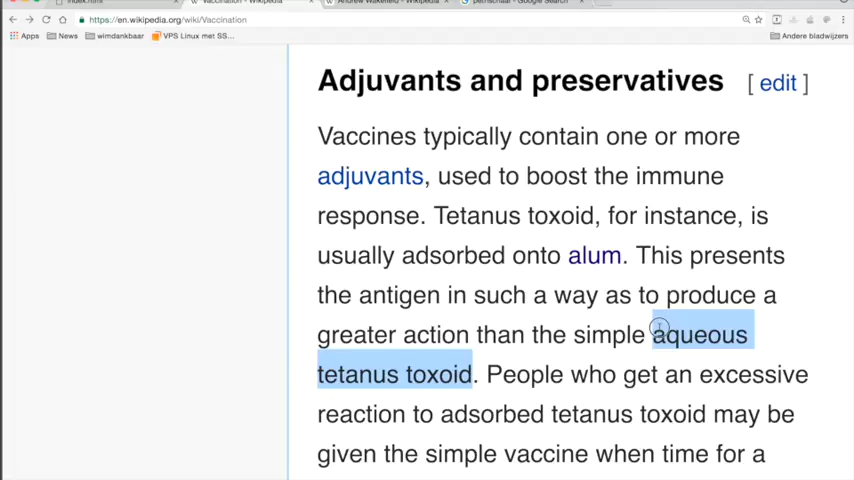 index.html
Vaccination - Wikipedia
Andrew Wakefield - Wikipedia
petrischaal - Google Search
https://en.wikipedia.org/wiki/Vaccination
Apps
News
wimdankbaar
VPS Linux met SS...
Andere bladwijzers
Adjuvants and preservatives [ edit ]
Vaccines typically contain one or more
adjuvants, used to boost the immune
response. Tetanus toxoid, for instance, is
usually adsorbed onto alum. This presents
the antigen in such a way as to produce a
greater action than the simple aqueous
tetanus toxoid. People who get an excessive
reaction to adsorbed tetanus toxoid may be
given the simple vaccine when time for a